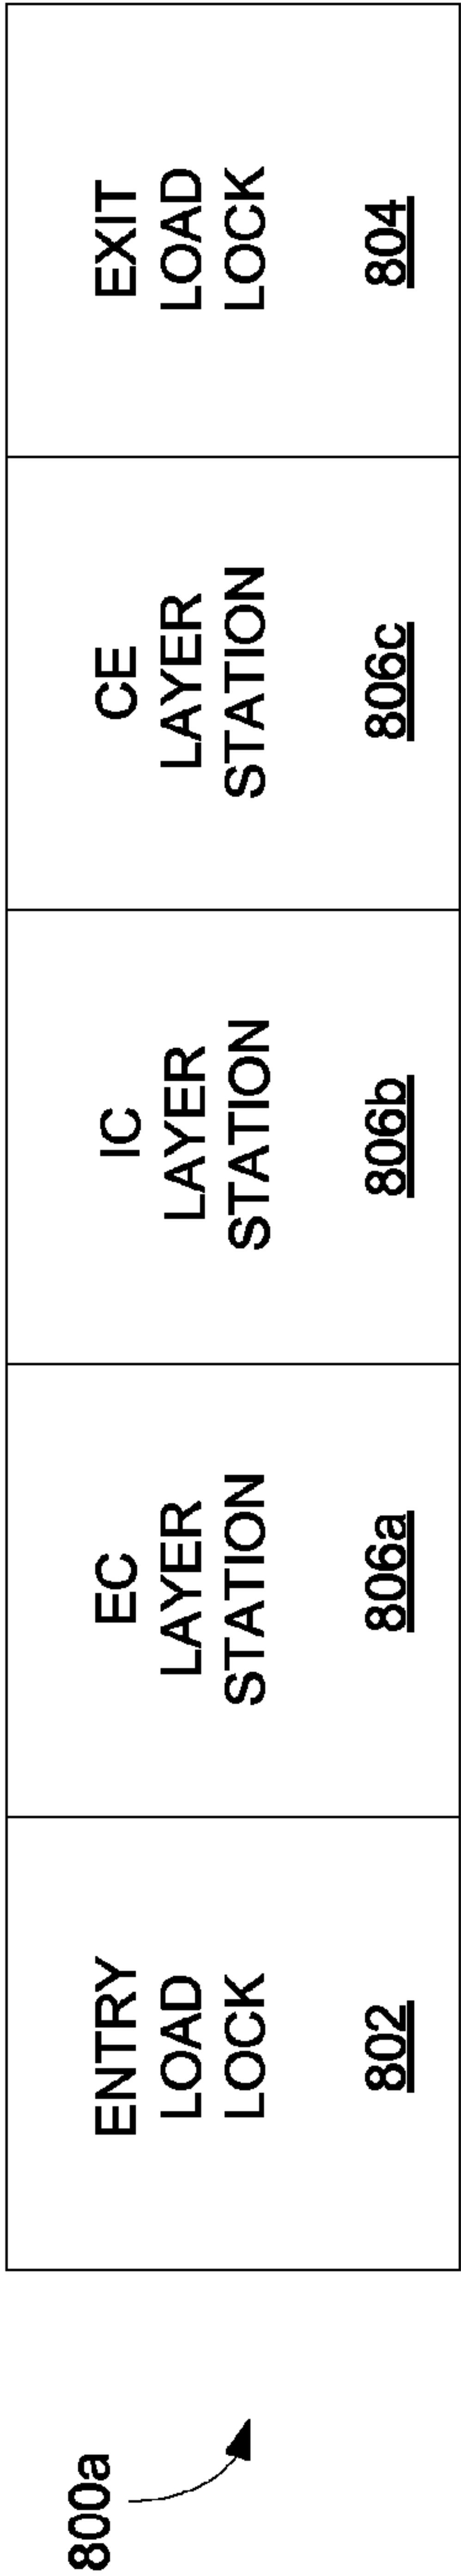 800a
ENTRY
LOAD
LOCK
802
EC
LAYER
STATION
806a
IC
LAYER
STATION
806b
CE
LAYER
STATION
806c
EXIT
LOAD
LOCK
804